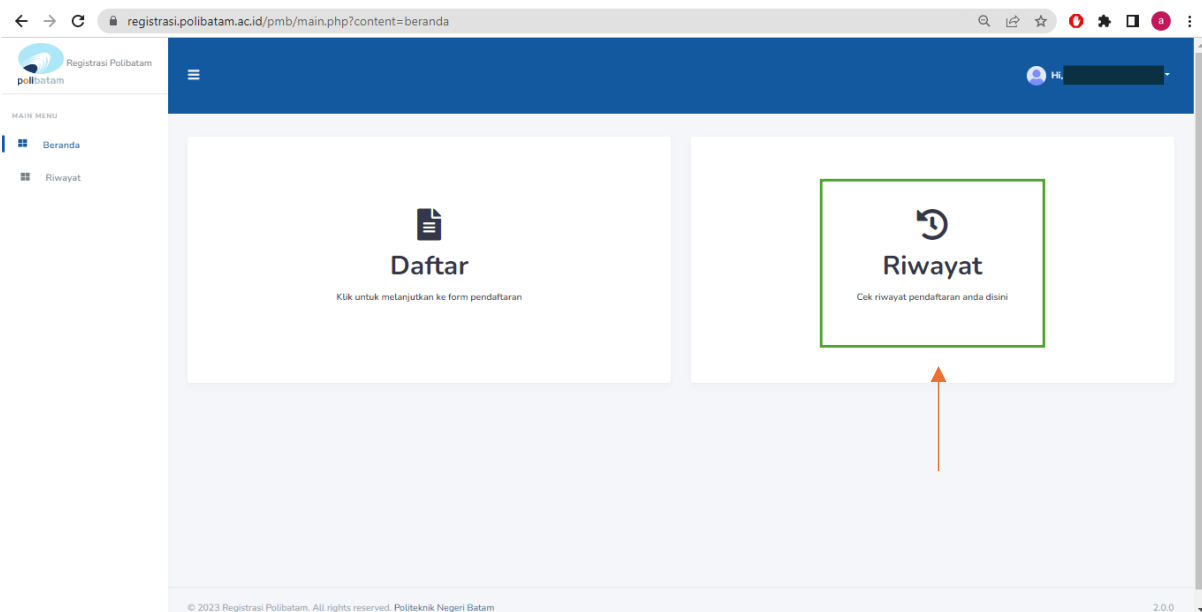 registrasi.polibatam.ac.id/pmb/main.php?content=beranda
a
polibatam
Registrasi Polibatam
Hi,
MAIN MENU
Beranda
Riwayat
Daftar
Klik untuk melanjutkan ke form pendaftaran
Riwayat
Cek riwayat pendaftaran anda disini
© 2023 Registrasi Polibatam. All rights reserved. Politeknik Negeri Batam
2.0.0